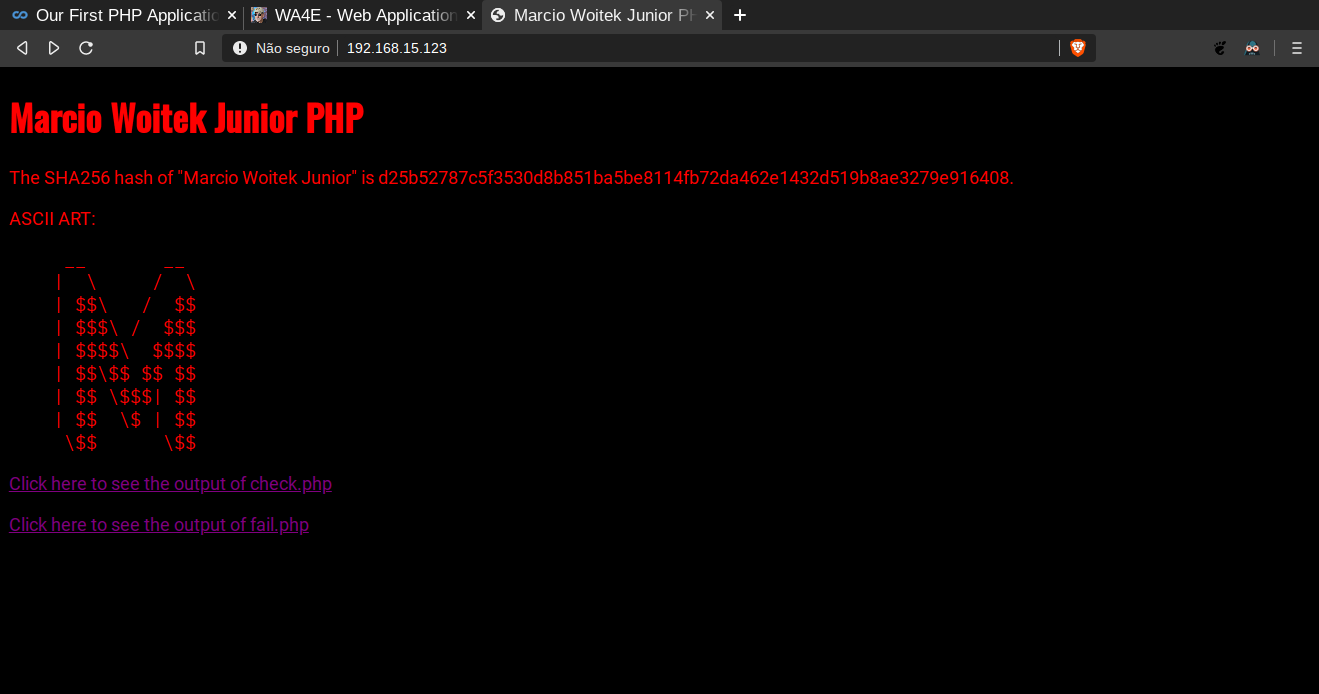 Our First PHP Applicatio
WA4E - Web Application
Marcio Woitek Junior PH
Não seguro
192.168.15.123
Marcio Woitek Junior PHP
The SHA256 hash of "Marcio Woitek Junior" is d25b52787c5f3530d8b851ba5be8114fb72da462e1432d519b8ae3279e916408.
ASCII ART:
     __       __
    |  \     /  \
    | $$\   /  $$
    | $$$\ /  $$$
    | $$$$\  $$$$
    | $$\$$ $$ $$
    | $$ \$$$| $$
    | $$  \$ | $$
     \$$      \$$
Click here to see the output of check.php
Click here to see the output of fail.php